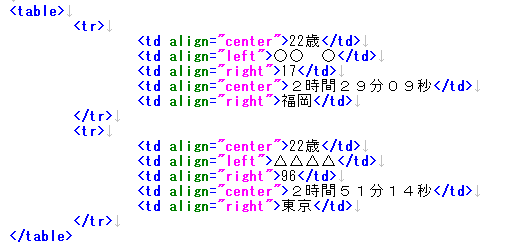 <table>↓
<tr>↓
<td align="center">22歳</td>↓
<td align="left">○○　○</td>↓
<td align="right">17</td>↓
<td align="center">２時間２９分０９秒</td>↓
<td align="right">福岡</td>↓
</tr>↓
<tr>↓
<td align="center">22歳</td>↓
<td align="left">△△△△</td>↓
<td align="right">96</td>↓
<td align="center">２時間５１分１４秒</td>↓
<td align="right">東京</td>↓
</tr>↓
</table>